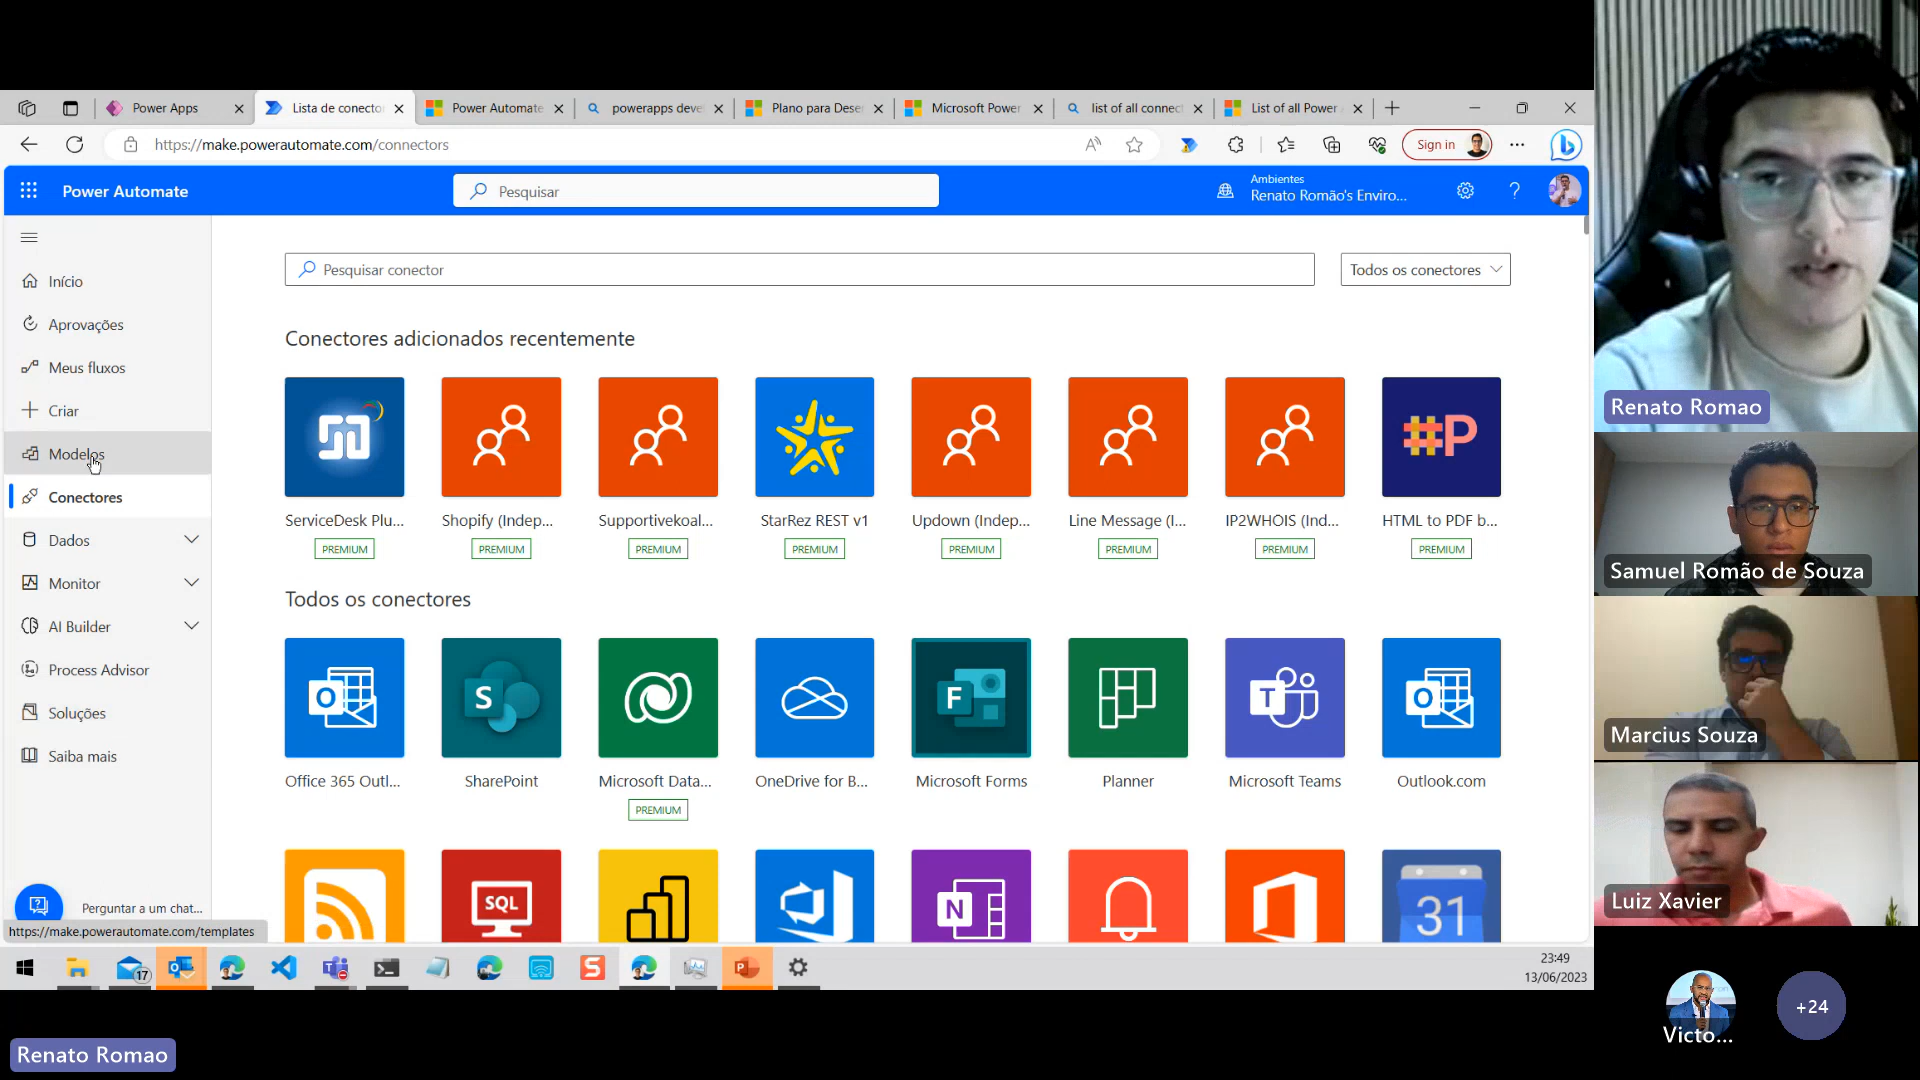 Power Apps
Lista de conecto
Power Automate
powerapps deve
Plano para Dese
Microsoft Power
list of all connect
List of all Power
https://make.powerautomate.com/connectors
Sign in
Power Automate
Pesquisar
Ambientes
Renato Romão's Enviro...
Início
Aprovações
Meus fluxos
Criar
Modelos
Conectores
Dados
Monitor
AI Builder
Process Advisor
Soluções
Saiba mais
Perguntar a um chat...
https://make.powerautomate.com/templates
Pesquisar conector
Todos os conectores
Conectores adicionados recentemente
#P
ServiceDesk Plu...
Shopify (Indep...
Supportivekoal...
StarRez REST v1
Updown (Indep...
Line Message (I...
IP2WHOIS (Ind...
HTML to PDF b...
PREMIUM
PREMIUM
PREMIUM
PREMIUM
PREMIUM
PREMIUM
PREMIUM
PREMIUM
Todos os conectores
O
S
F
T
O
Office 365 Outl...
SharePoint
Microsoft Data...
OneDrive for B...
Microsoft Forms
Planner
Microsoft Teams
Outlook.com
PREMIUM
SQL
N
31
17
23:49
13/06/2023
Renato Romao
Samuel Romão de Souza
Marcius Souza
Luiz Xavier
Victo...
+24
Renato Romao